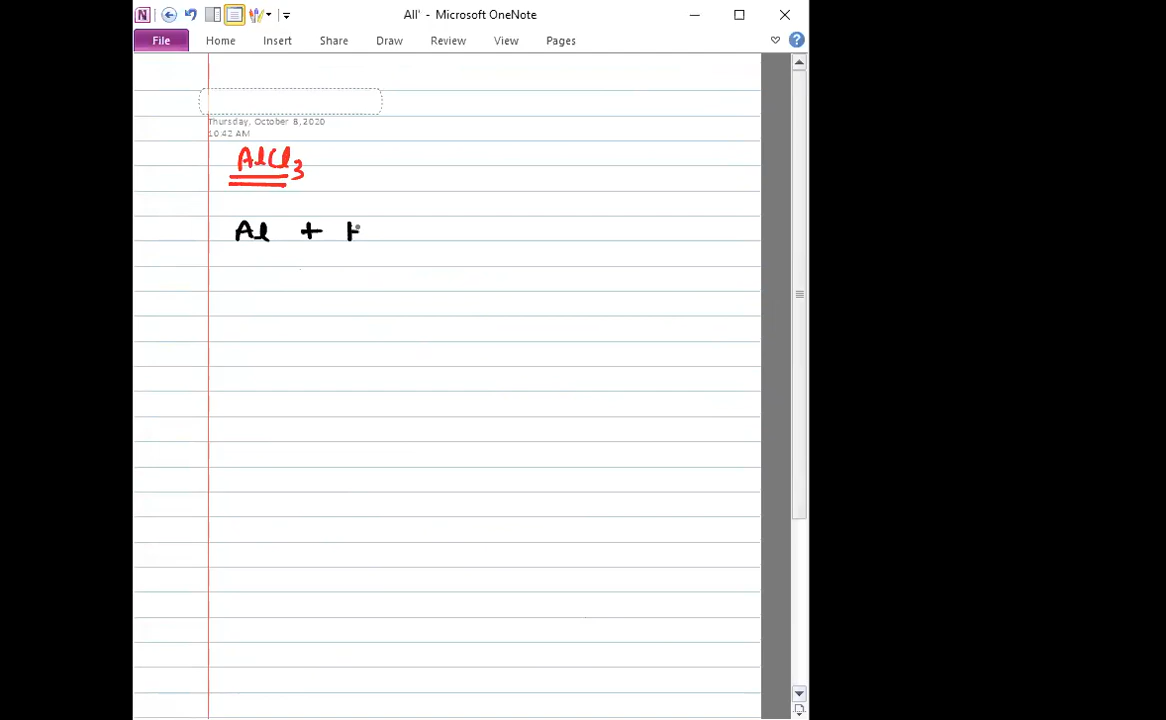 All' - Microsoft OneNote
File Home Insert Share Draw Review View Pages
Thursday, October 8, 2020
10:42 AM
AlCl3
Al +